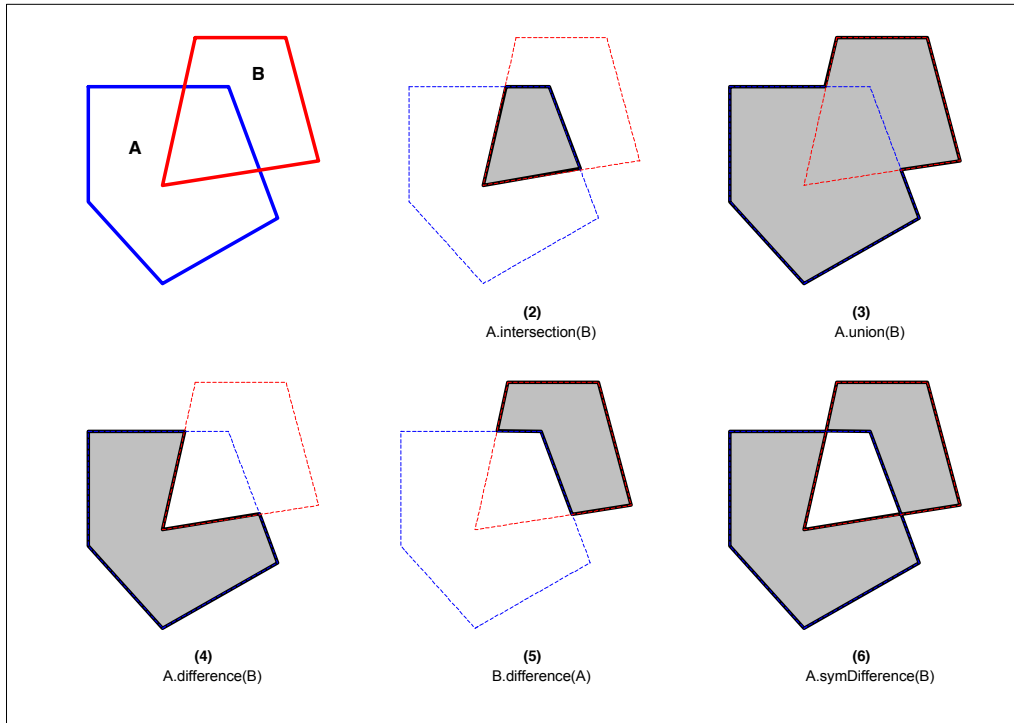 B
A
(2)
A.intersection(B)
(3)
A.union(B)
(4)
A.difference(B)
(5)
B.difference(A)
(6)
A.symDifference(B)